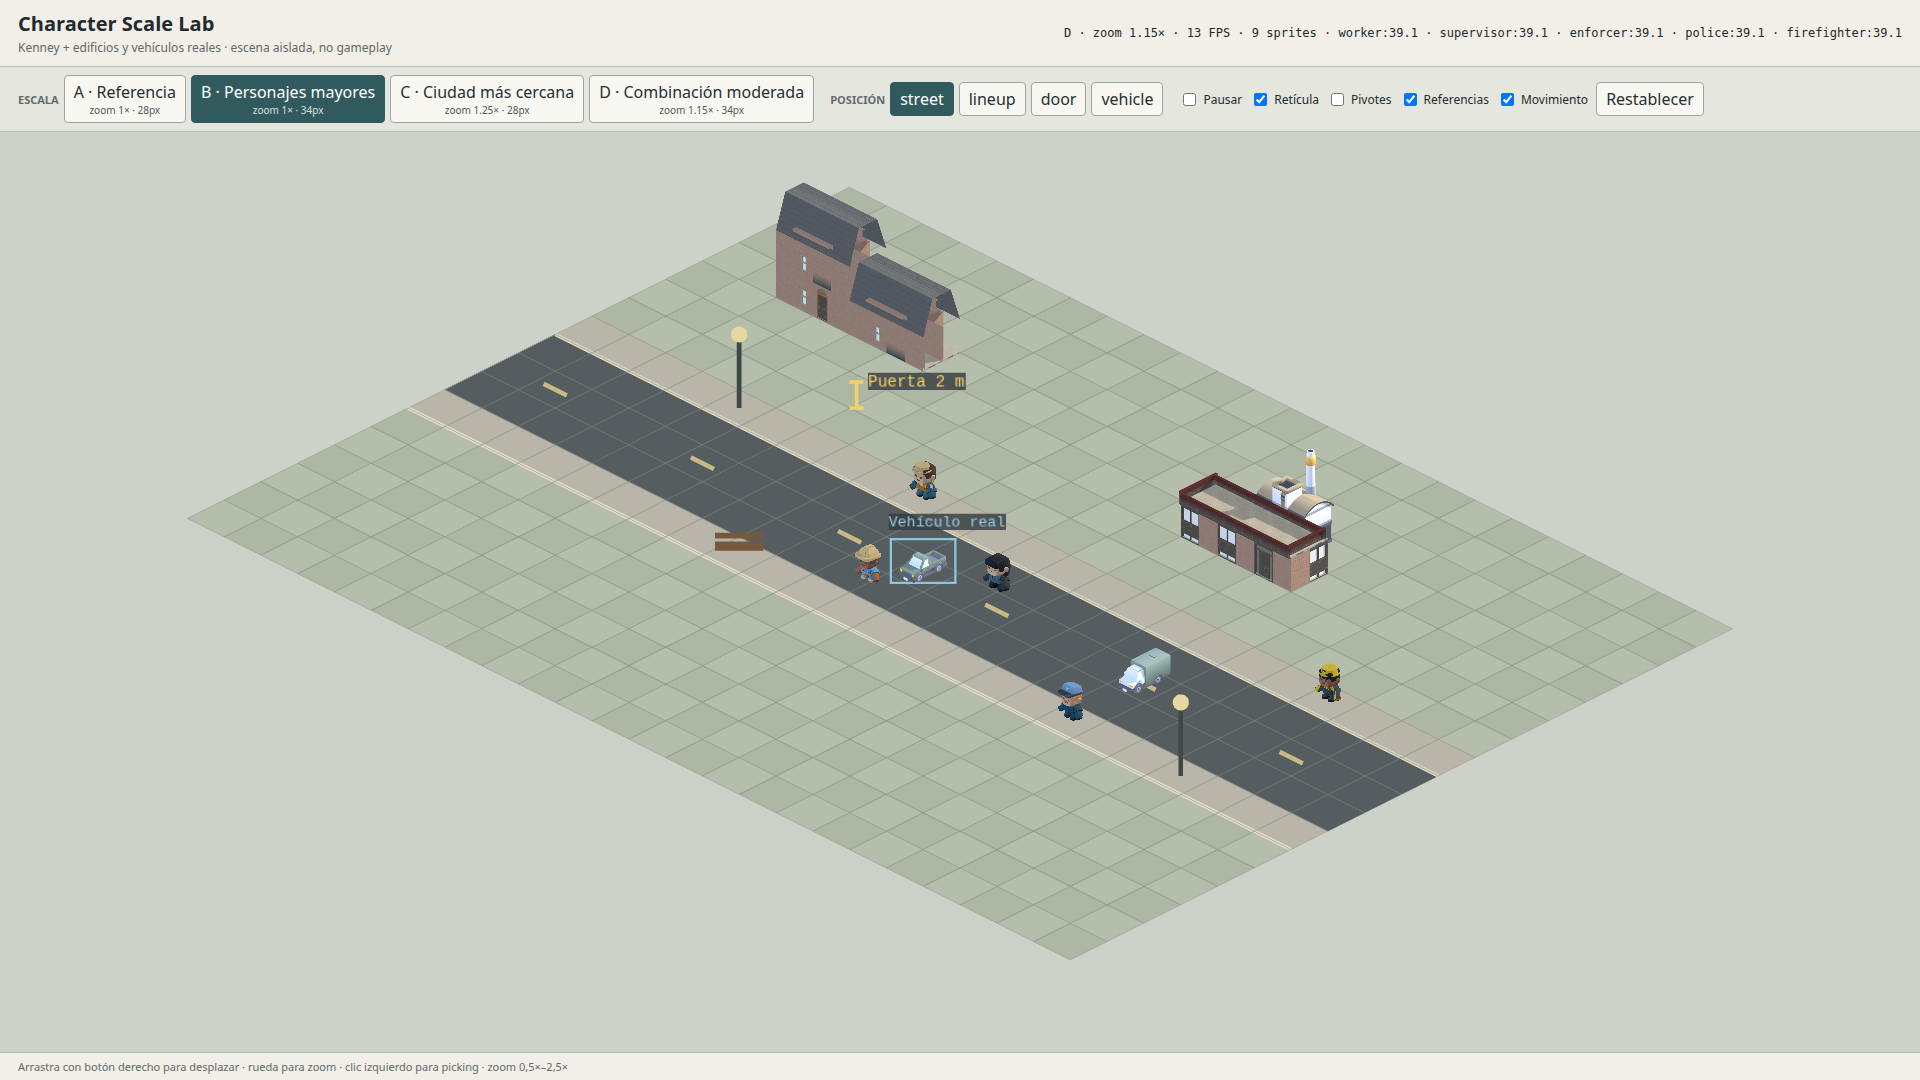 Character Scale Lab
Kenney + edificios y vehículos reales · escena aislada, no gameplay
D · zoom 1.15× · 13 FPS · 9 sprites · worker:39.1 · supervisor:39.1 · enforcer:39.1 · police:39.1 · firefighter:39.1
ESCALA
A · Referencia
zoom 1× · 28px
B · Personajes mayores
zoom 1× · 34px
C · Ciudad más cercana
zoom 1.25× · 28px
D · Combinación moderada
zoom 1.15× · 34px
POSICIÓN
street
lineup
door
vehicle
Pausar
Retícula
Pivotes
Referencias
Movimiento
Restablecer
Puerta 2 m
Vehículo real
Arrastra con botón derecho para desplazar · rueda para zoom · clic izquierdo para picking · zoom 0,5×–2,5×